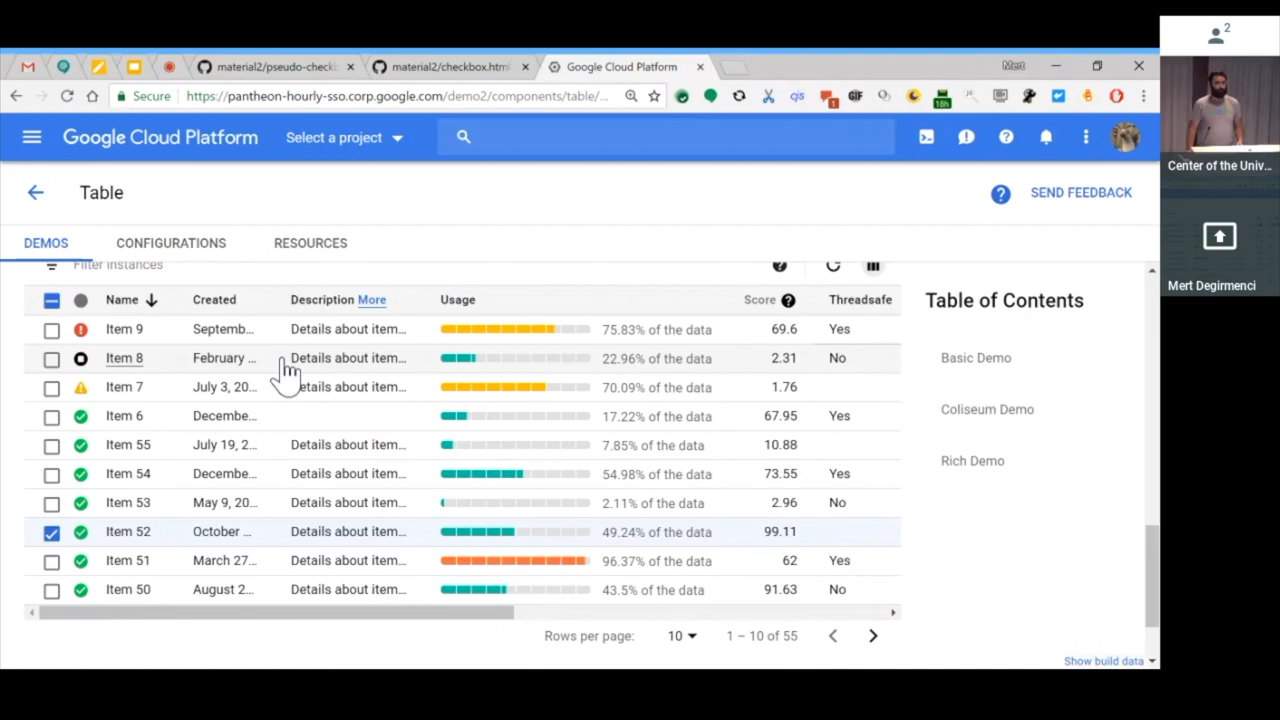 2
material2/pseudo-checkb
material2/checkbox.html
Google Cloud Platform
Mert
Secure https://pantheon-hourly-sso.corp.google.com/demo2/components/table/...
GIF
Google Cloud Platform Select a project
Center of the Univ...
Table
SEND FEEDBACK
DEMOS CONFIGURATIONS RESOURCES
Filter instances
Mert Degirmenci
Name Created Description More Usage Score Threadsafe
Table of Contents
Item 9 Septemb... Details about item... 75.83% of the data 69.6 Yes
Item 8 February ... Details about item... 22.96% of the data 2.31 No
Basic Demo
Item 7 July 3, 20... Details about item... 70.09% of the data 1.76
Item 6 Decembe... 17.22% of the data 67.95 Yes
Coliseum Demo
Item 55 July 19, 2... Details about item... 7.85% of the data 10.88
Rich Demo
Item 54 Decembe... Details about item... 54.98% of the data 73.55 Yes
Item 53 May 9, 20... Details about item... 2.11% of the data 2.96 No
Item 52 October ... Details about item... 49.24% of the data 99.11
Item 51 March 27... Details about item... 96.37% of the data 62 Yes
Item 50 August 2... Details about item... 43.5% of the data 91.63 No
Rows per page: 10 1 – 10 of 55
Show build data